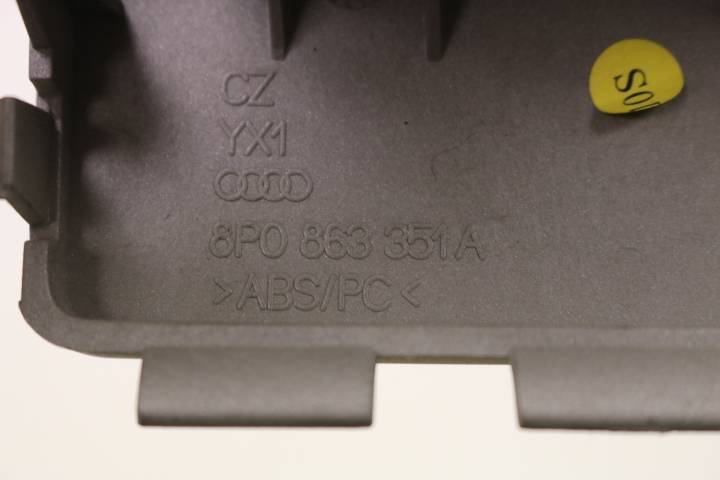 CZ
YX1
8P0 863 351A
>ABS/PC<